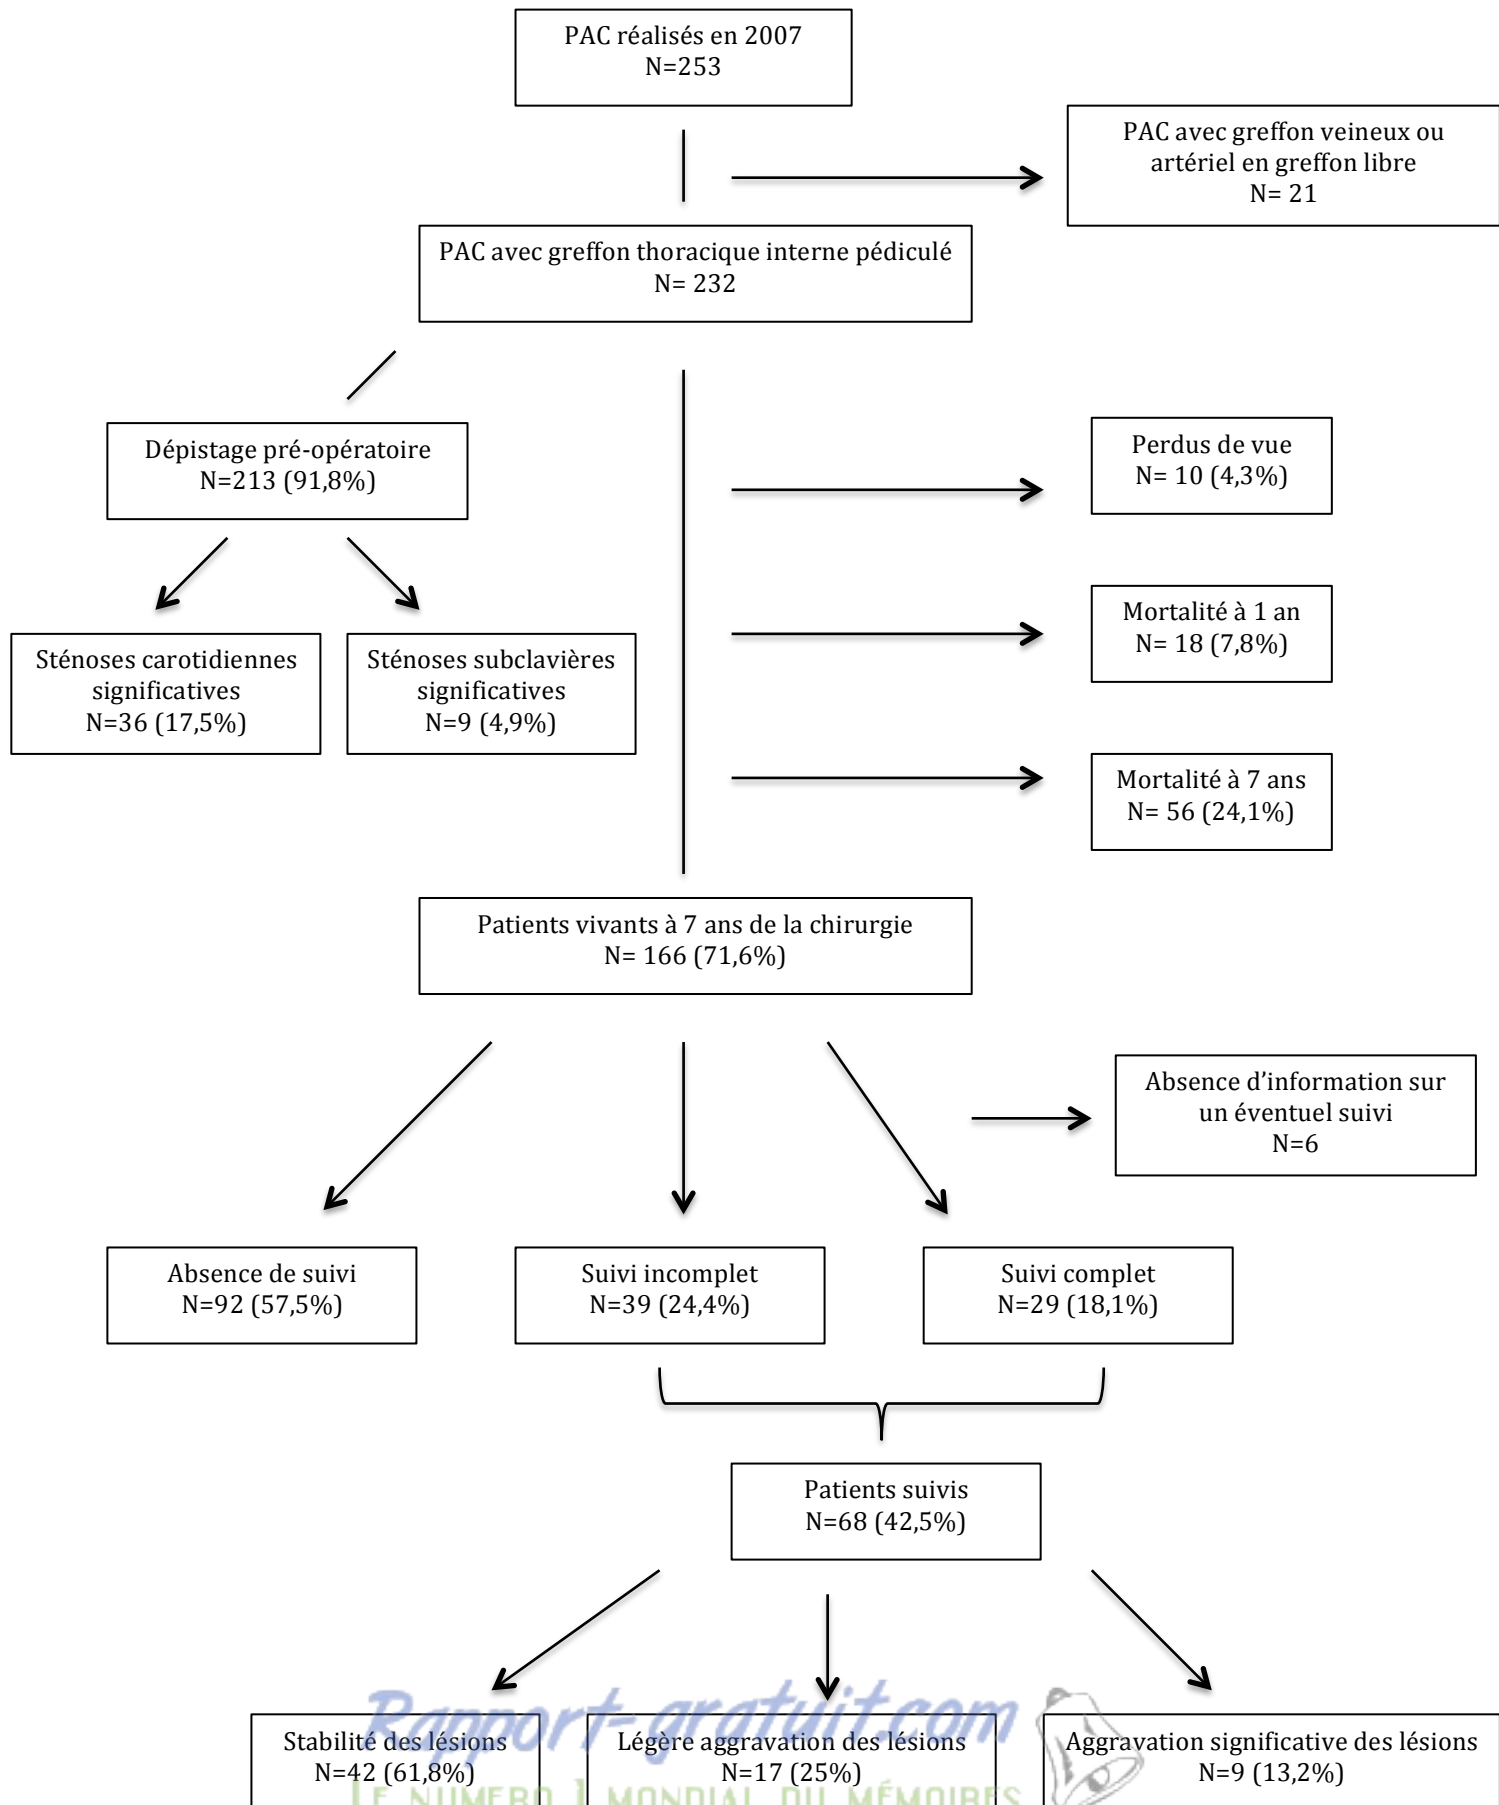 PAC réalisés en 2007
N=253
PAC avec greffon veineux ou
artériel en greffon libre
N= 21
PAC avec greffon thoracique interne pédiculé
N= 232
Dépistage pré-opératoire
N=213 (91,8%)
Perdus de vue
N= 10 (4,3%)
Mortalité à 1 an
N= 18 (7,8%)
Sténoses carotidiennes
significatives
N=36 (17,5%)
Sténoses subclavières
significatives
N=9 (4,9%)
Mortalité à 7 ans
N= 56 (24,1%)
Patients vivants à 7 ans de la chirurgie
N= 166 (71,6%)
Absence d’information sur
un éventuel suivi
N=6
Absence de suivi
N=92 (57,5%)
Suivi incomplet
N=39 (24,4%)
Suivi complet
N=29 (18,1%)
Patients suivis
N=68 (42,5%)
Rapport-gratuit.com
Stabilité des lésions
N=42 (61,8%)
Légère aggravation des lésions
N=17 (25%)
Aggravation significative des lésions
N=9 (13,2%)
LE NUMERO 1 MONDIAL DU MÉMOIRES